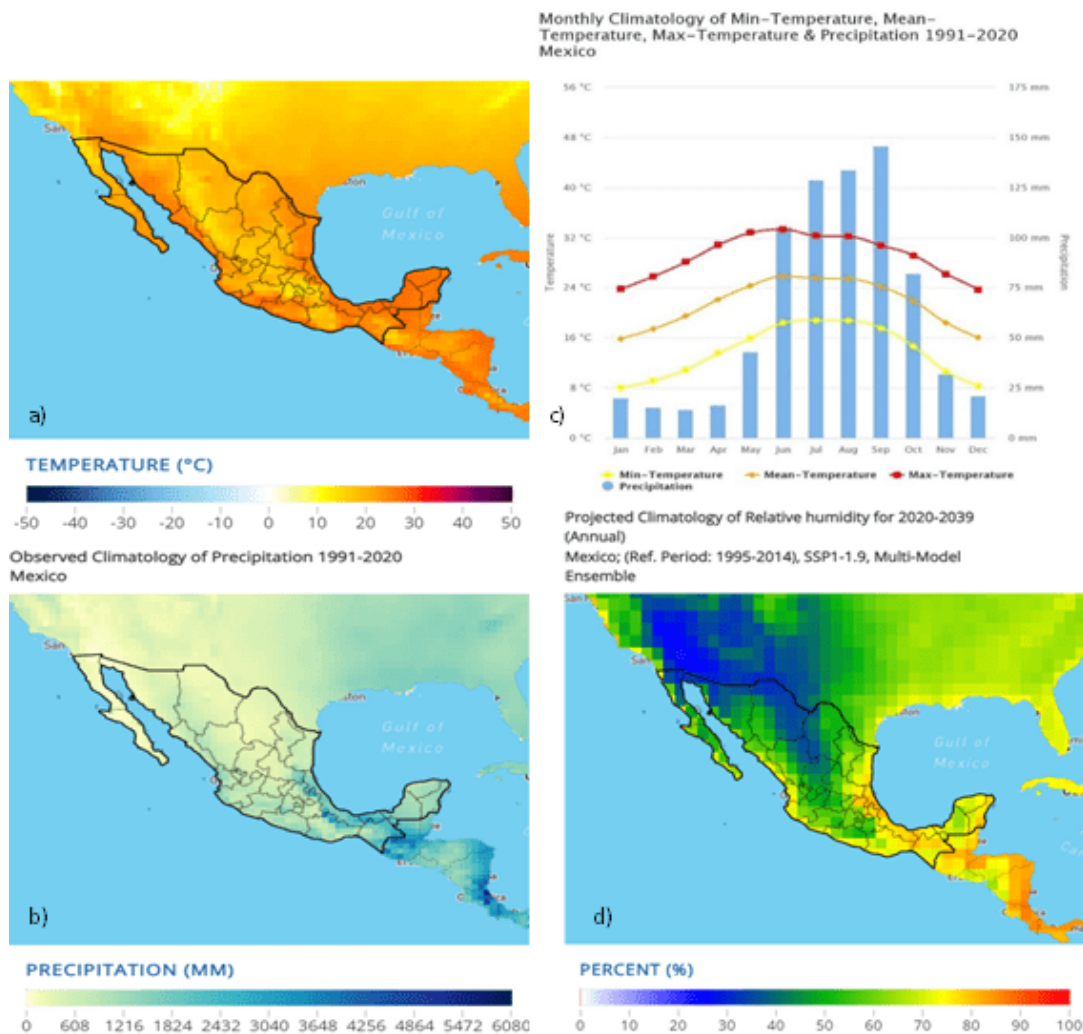 Monthly Climatology of Min-Temperature, Mean-
Temperature, Max-Temperature & Precipitation 1991-2020
Mexico
San
Gulf of
Mexico
a)
TEMPERATURE (°C)
-50 -40 -30 -20 -10 0 10 20 30 40 50
56 °C 175 mm
48 °C 150 mm
40 °C 125 mm
32 °C 100 mm
24 °C 75 mm
16 °C 50 mm
8 °C 25 mm
0 °C 0 mm
Temperature
Precipitation
c)
Jan Feb Mar Apr May Jun Jul Aug Sep Oct Nov Dec
Min-Temperature Mean-Temperature Max-Temperature
Precipitation
Observed Climatology of Precipitation 1991-2020
Mexico
San
Gulf of
Mexico
b)
PRECIPITATION (MM)
0 608 1216 1824 2432 3040 3648 4256 4864 5472 6080
Projected Climatology of Relative humidity for 2020-2039
(Annual)
Mexico; (Ref. Period: 1995-2014), SSP1-1.9, Multi-Model
Ensemble
San
Gulf of
Mexico
d)
PERCENT (%)
0 10 20 30 40 50 60 70 80 90 100